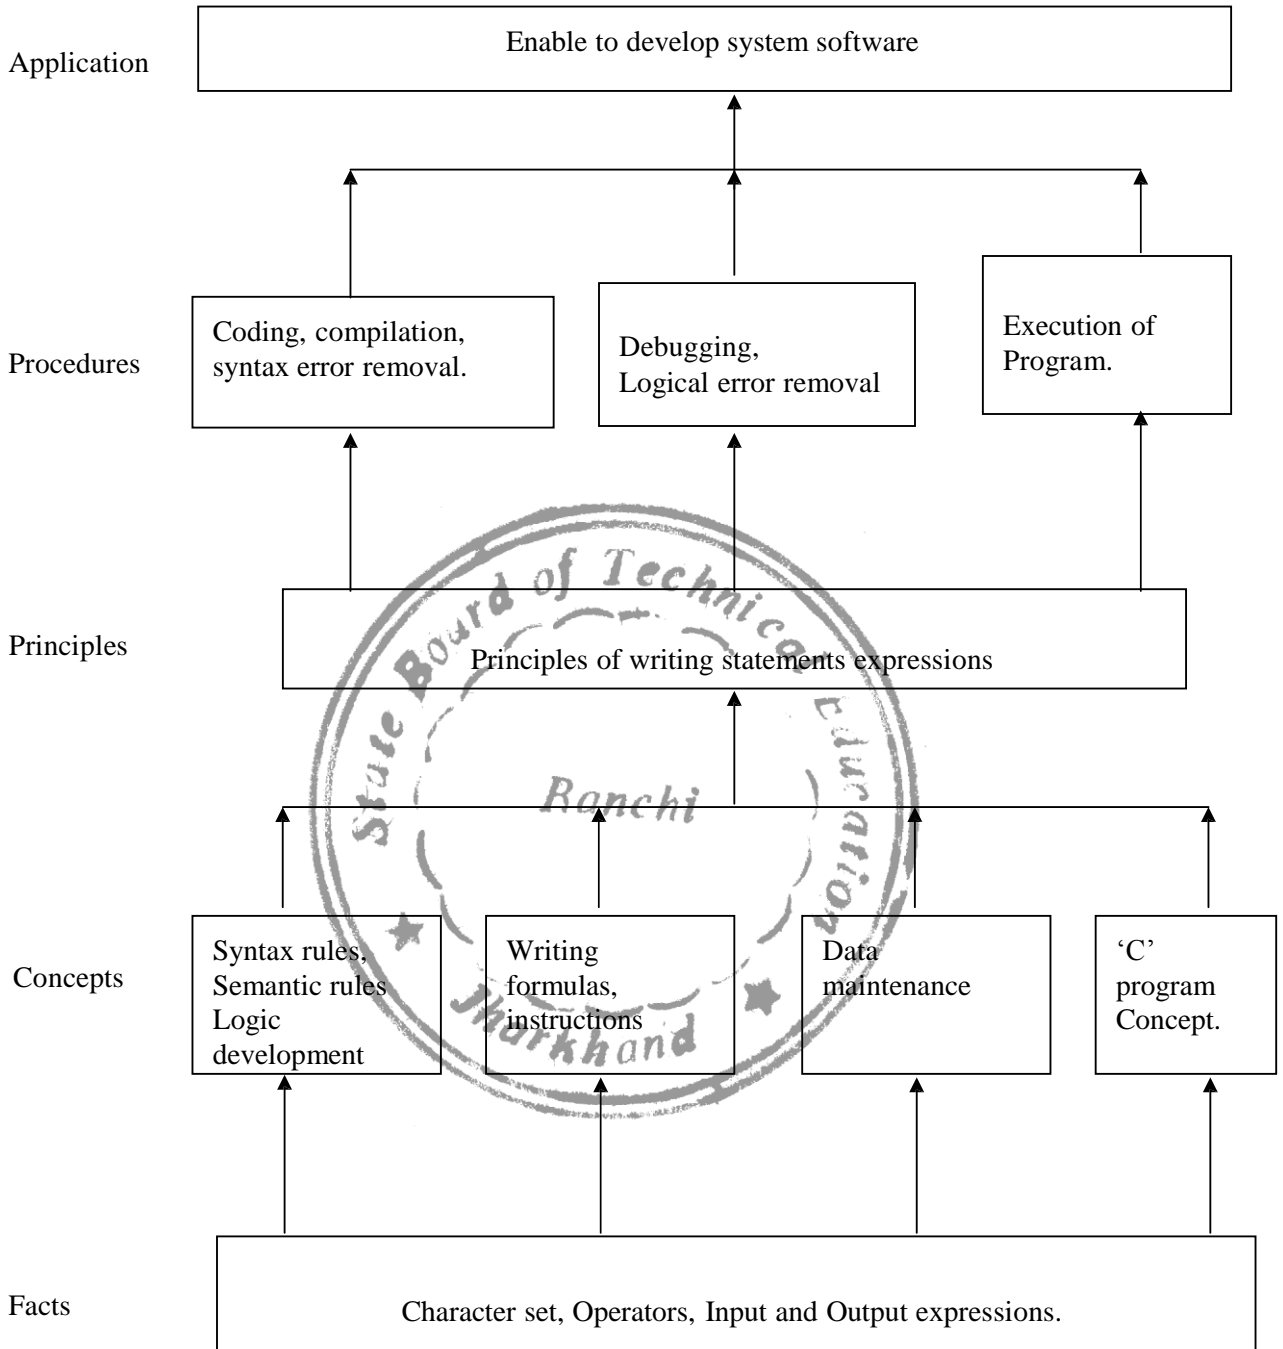 Application
Enable to develop system software
Procedures
Coding, compilation,
syntax error removal.
Debugging,
Logical error removal
Execution of
Program.
State Board of Technical Education
Principles
Principles of writing statements expressions
Ranchi
Concepts
Syntax rules,
Semantic rules
Logic
development
Writing
formulas,
instructions
Data
maintenance
‘C’
program
Concept.
Jharkhand
Facts
Character set, Operators, Input and Output expressions.